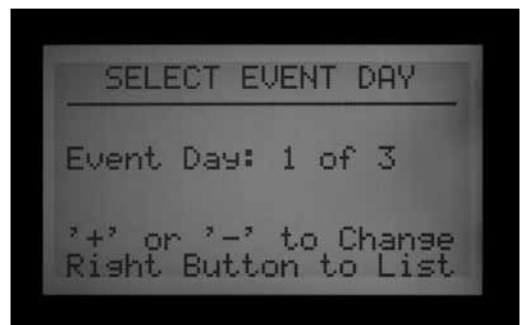 SELECT EVENT DAY
Event Day: 1 of 3
'+' or '-' to Change
Right Button to List